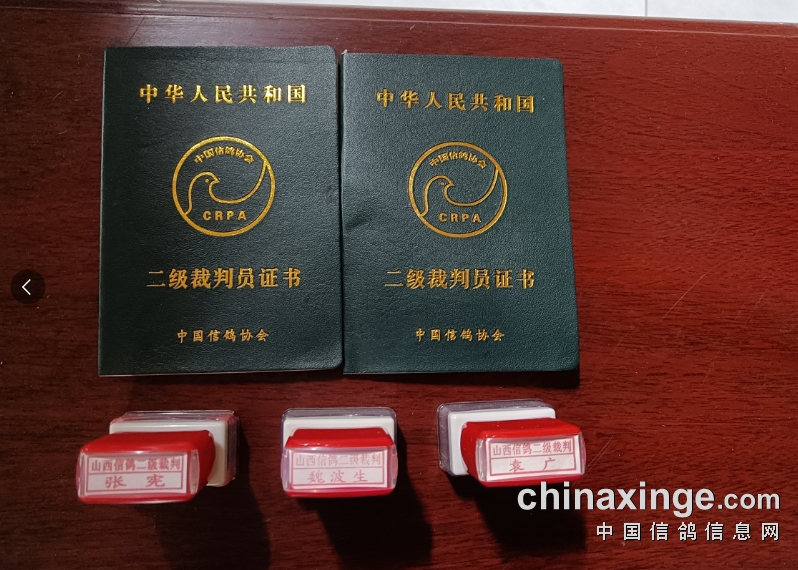 中华人民共和国
中国信鸽协会
CRPA
二级裁判员证书
中国信鸽协会
中华人民共和国
中国信鸽协会
CRPA
二级裁判员证书
中国信鸽协会
山西信鸽二级裁判
张 宪
山西信鸽二级裁判
魏波生
山西信鸽二级裁判
袁 广
chinaxinge.com
中国信鸽信息网